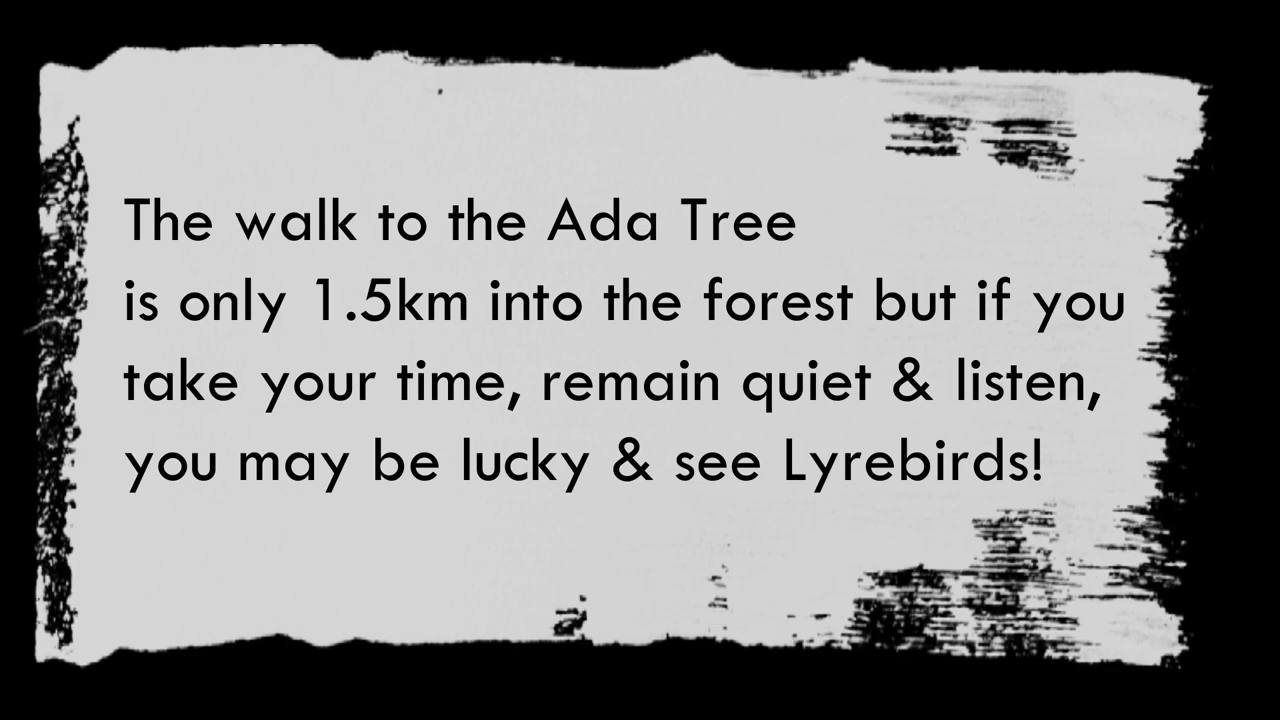 The walk to the Ada Tree
is only 1.5km into the forest but if you
take your time, remain quiet & listen,
you may be lucky & see Lyrebirds!